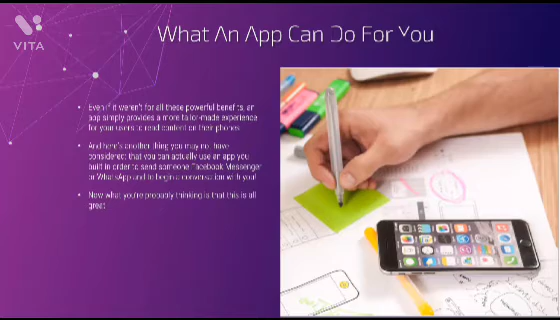 VITA
What An App Can Do For You
Even if it weren't for all these powerful benefits, an
app simply provides a more tailor-made experience
for your users to read content on their phones
And here's another thing you may not have
considered: that you can actually use an app you
built in order to send someone Facebook Messenger
or WhatsApp and to begin a conversation with you!
Now what you're probably thinking is that this is all
great